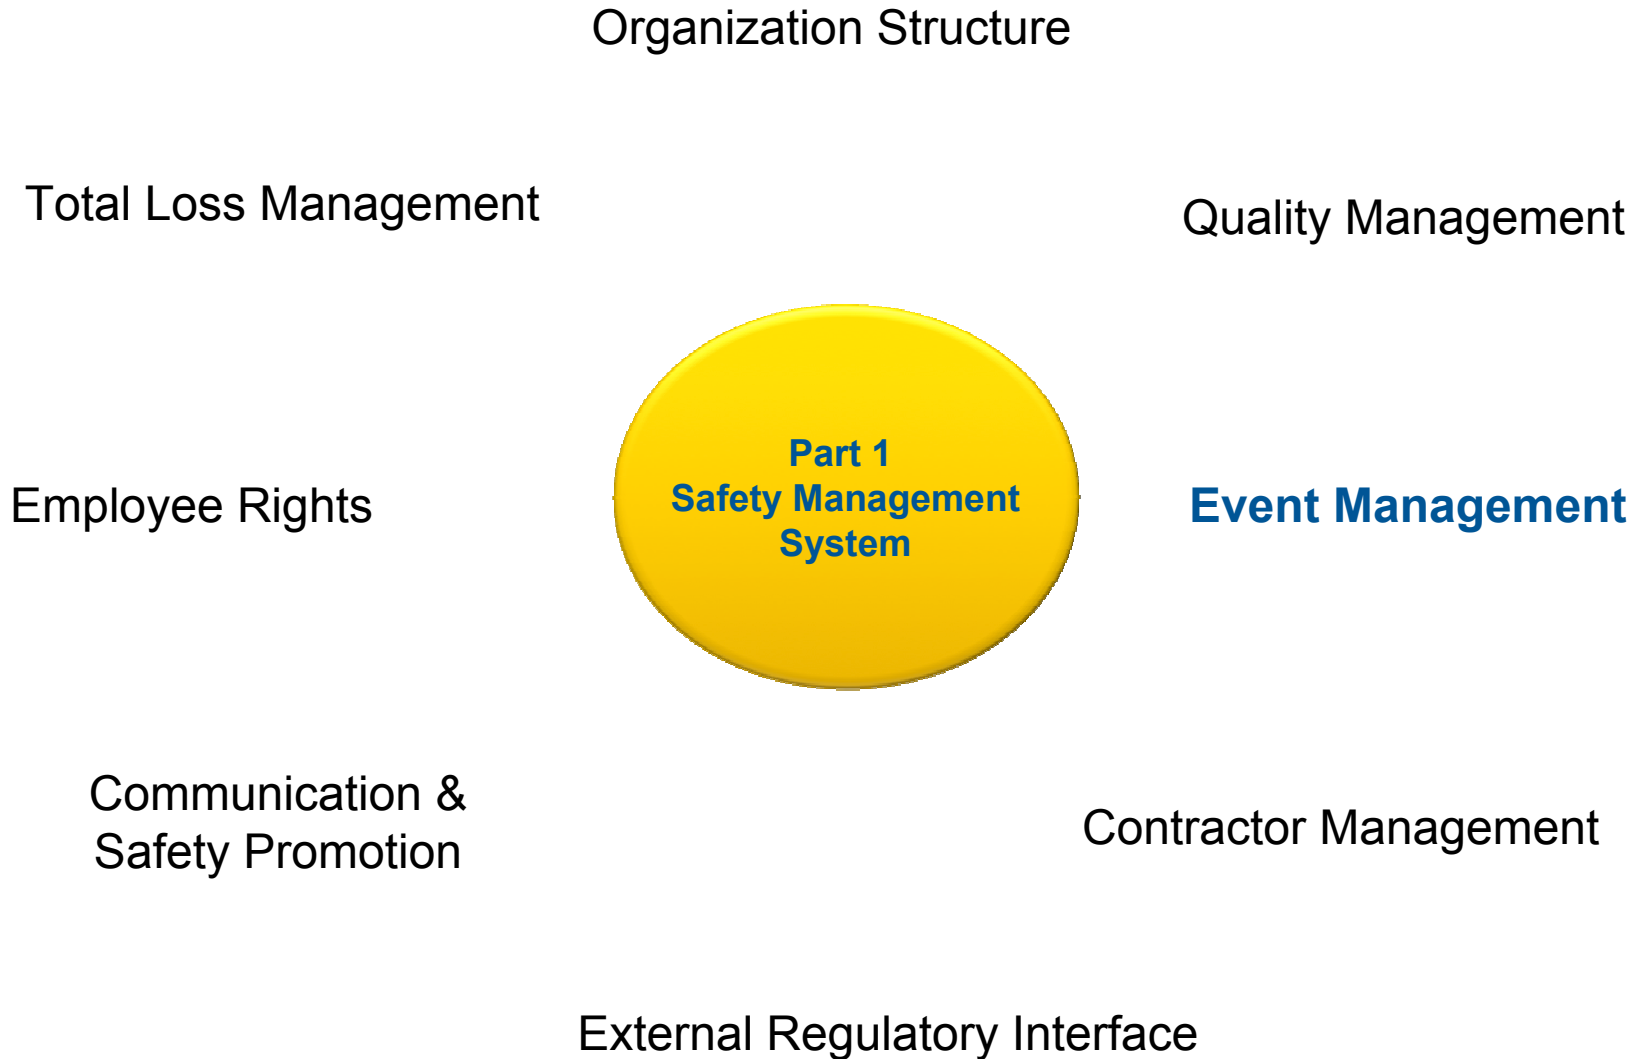 Organization Structure
Total Loss Management
Quality Management
Part 1
Safety Management
System
Employee Rights
Event Management
Communication &
Safety Promotion
Contractor Management
External Regulatory Interface